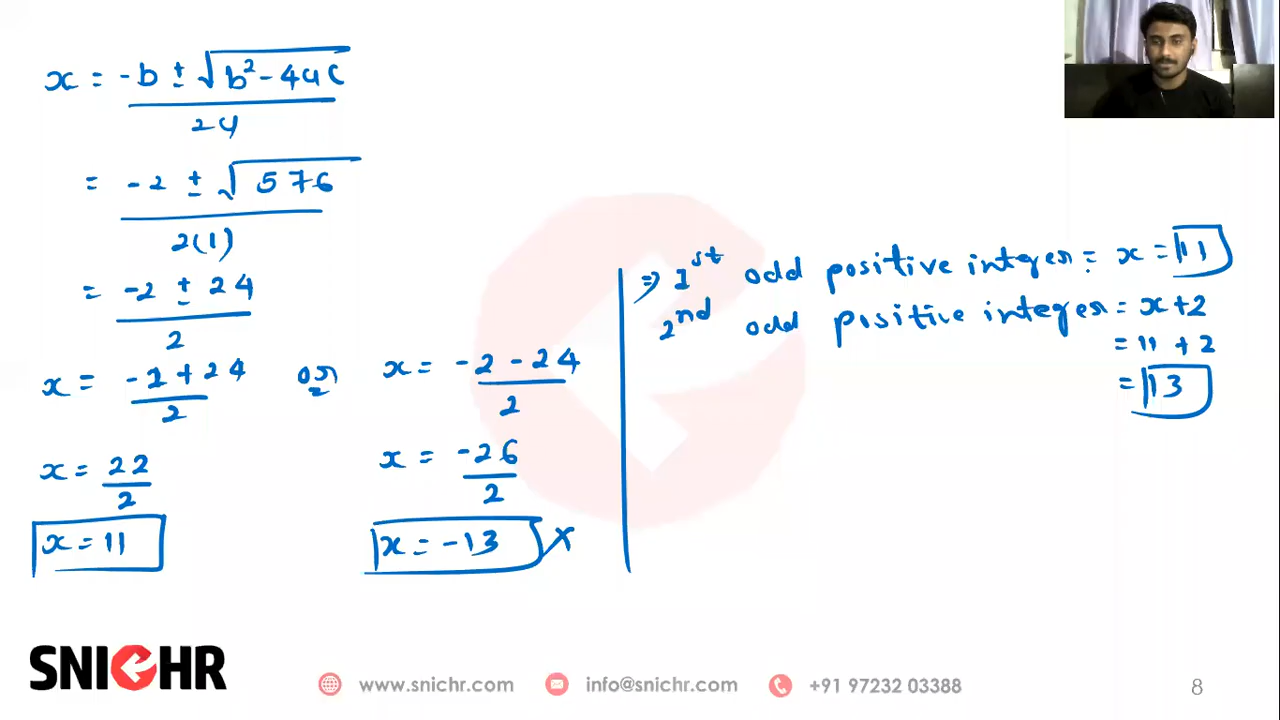 x = -b ± √b² - 4ac
2a
= -2 ± √576
2(1)
= -2 ± 24
2
x = -2 + 24 or x = -2 - 24
2 2
x = 22 x = -26
2 2
x = 11 x = -13 ×
⇒ 1st odd positive integer = x = 11
2nd odd positive integer = x+2
= 11 + 2
= 13
SNICHR www.snichr.com info@snichr.com +91 97232 03388 8